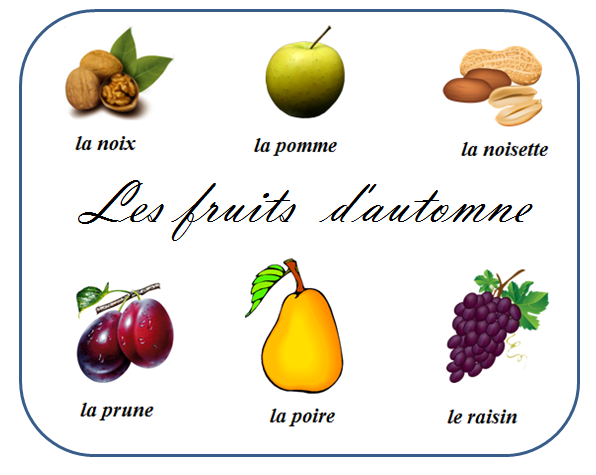 la noix
la pomme
la noisette
Les fruits d'automne
la prune
la poire
le raisin